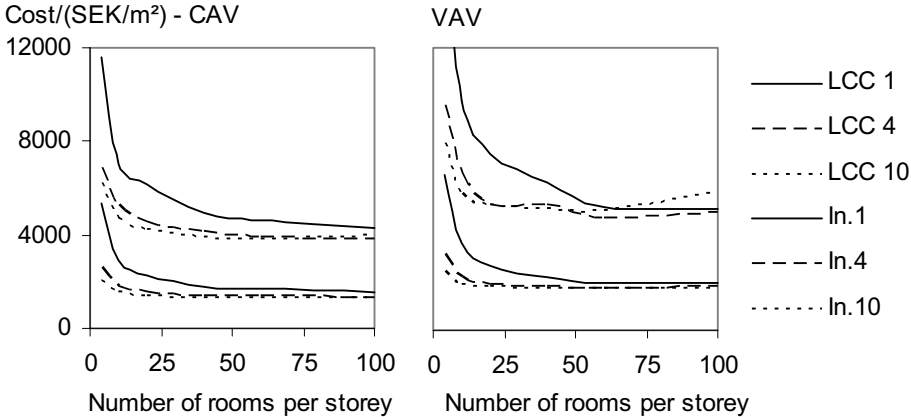 Cost/(SEK/m²) - CAV
VAV
12000
8000
4000
0
0 25 50 75 100
0 25 50 75 100
Number of rooms per storey
Number of rooms per storey
LCC 1
LCC 4
LCC 10
In.1
In.4
In.10